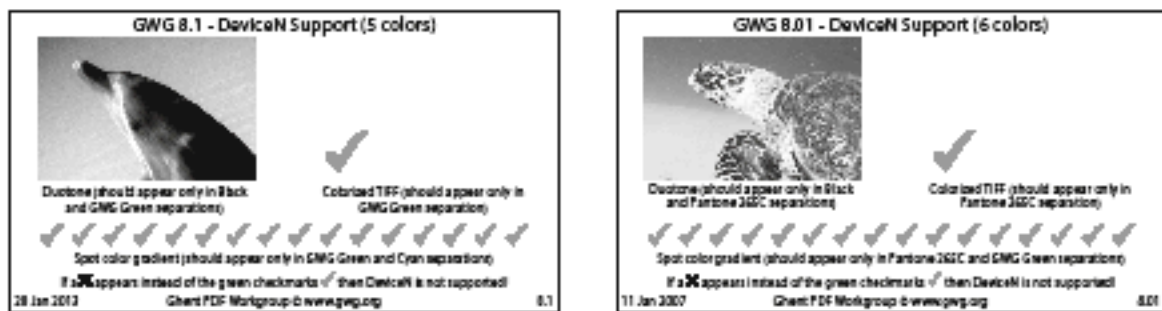 GWG 8.1 - DeviceN Support (5 colors)
Duotone (should appear only in Black
and GWG Green separations)
Colorized TIFF (should appear only in
GWG Green separation)
Spot color gradient (should appear only in GWG Green and Cyan separations)
If a ✖ appears instead of the green checkmarks ✓ then DeviceN is not supported!
28 Jan 2013 Ghent PDF Workgroup © www.gwg.org 8.1
GWG 8.01 - DeviceN Support (6 colors)
Duotone (should appear only in Black
and Pantone 265C separations)
Colorized TIFF (should appear only in
Pantone 265C separation)
Spot color gradient (should appear only in Pantone 265C and GWG Green separations)
If a ✖ appears instead of the green checkmarks ✓ then DeviceN is not supported!
11 Jan 2007 Ghent PDF Workgroup © www.gwg.org 8.01